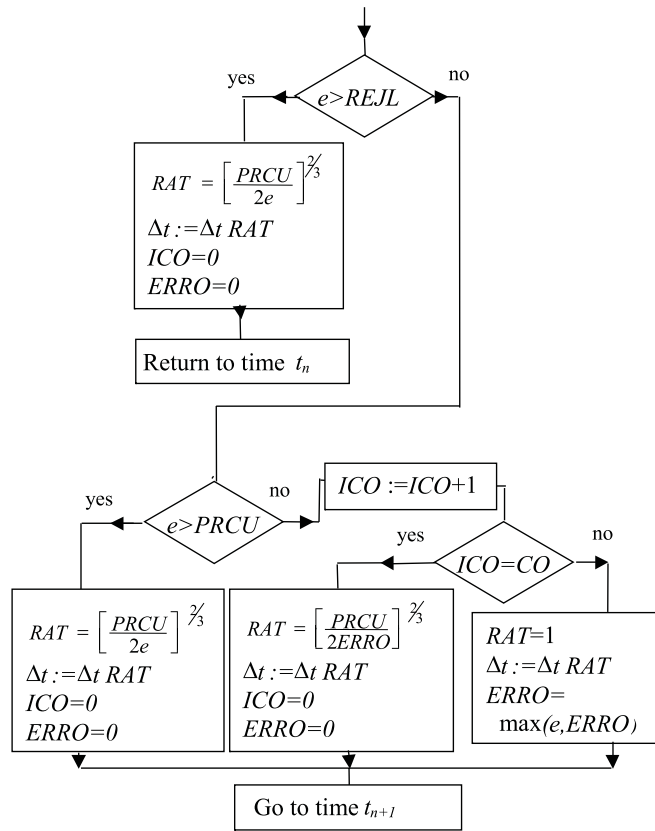 yes
no
e>REJL
RAT = [PRCU/2e]^2/3
Δt:=Δt RAT
ICO=0
ERRO=0
Return to time tₙ
ICO :=ICO+1
yes
no
e>PRCU
yes
no
ICO=CO
RAT = [PRCU/2e]^2/3
Δt:=Δt RAT
ICO=0
ERRO=0
RAT = [PRCU/2ERRO]^2/3
Δt:=Δt RAT
ICO=0
ERRO=0
RAT=1
Δt:=Δt RAT
ERRO=
max(e,ERRO)
Go to time tₙ₊₁